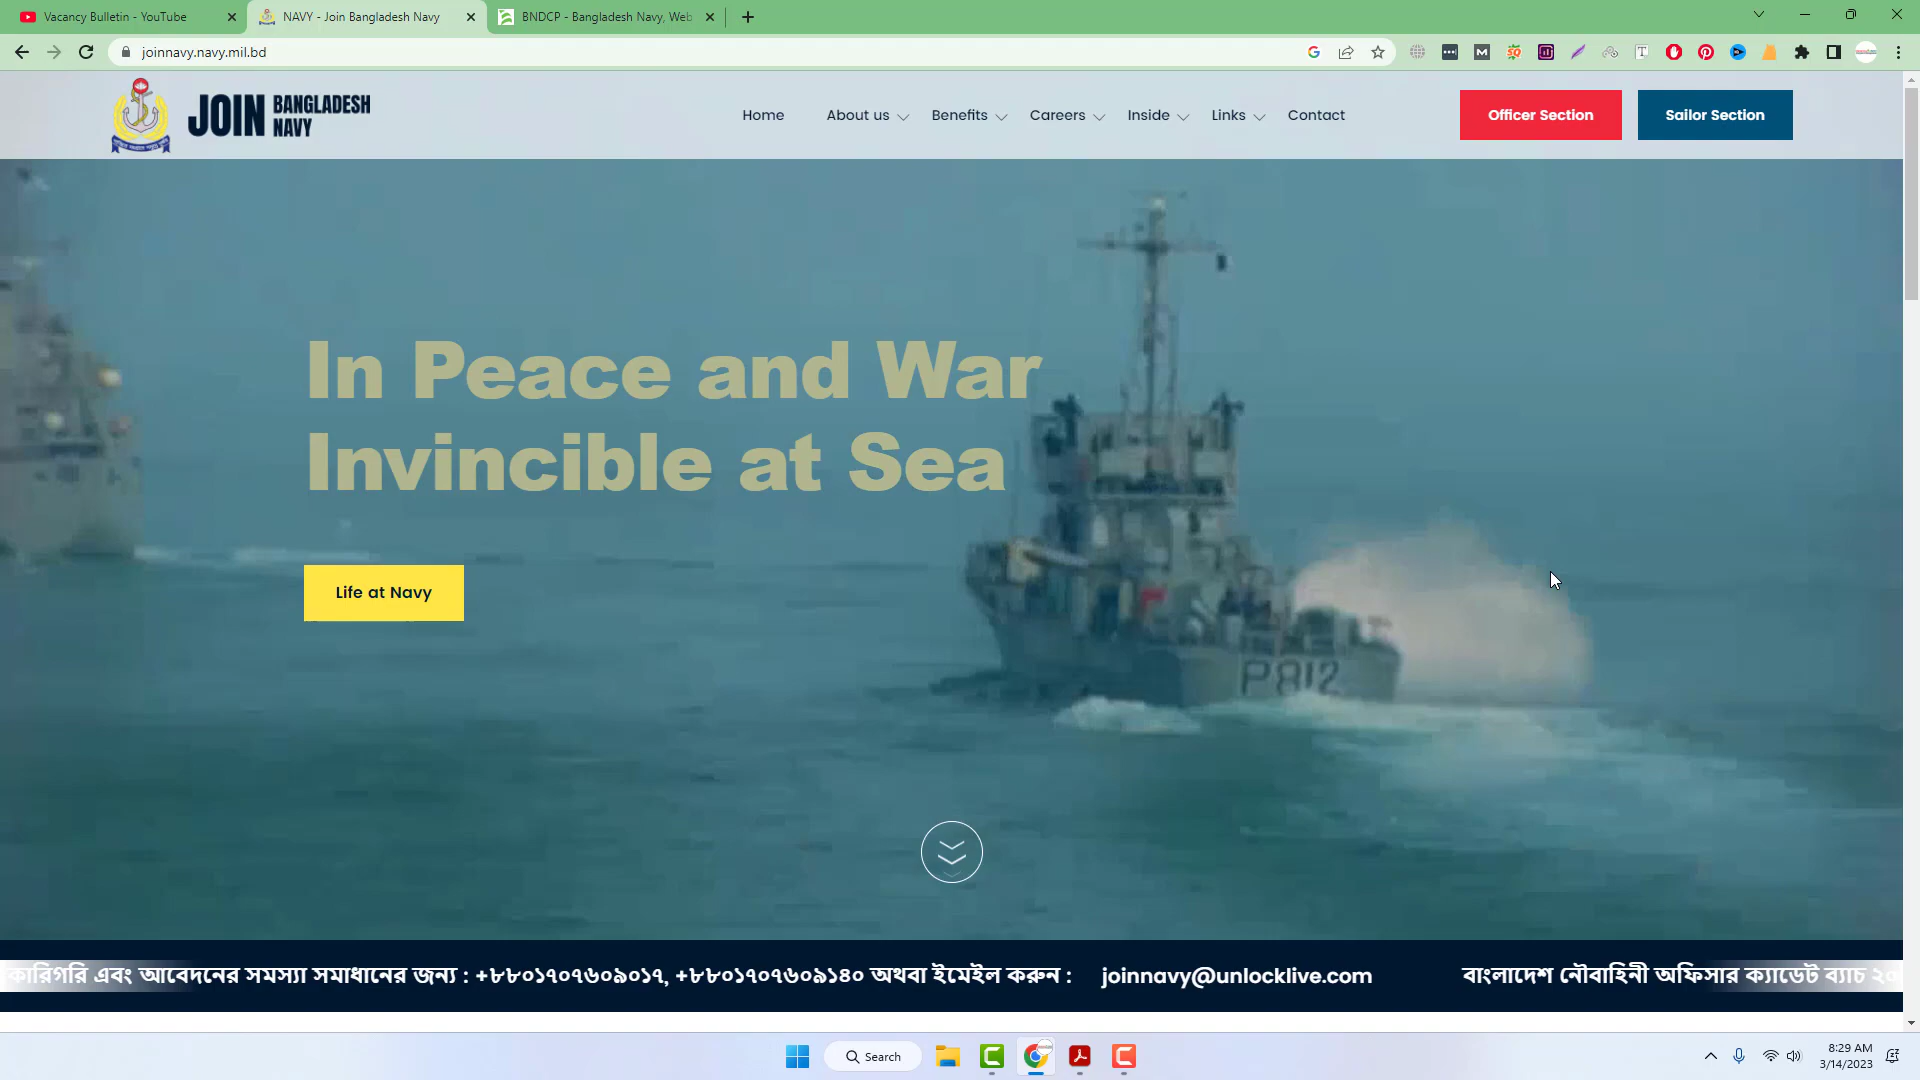 Vacancy Bulletin - YouTube
NAVY - Join Bangladesh Navy
BNDCP - Bangladesh Navy, Web
joinnavy.navy.mil.bd
JOIN BANGLADESH NAVY
Home
About us
Benefits
Careers
Inside
Links
Contact
Officer Section
Sailor Section
In Peace and War
Invincible at Sea
Life at Navy
P812
কারিগরি এবং আবেদনের সমস্যা সমাধানের জন্য : +৮৮০১৭০৭৬০৯০১৭, +৮৮০১৭০৭৬০৯১৪০ অথবা ইমেইল করুন : joinnavy@unlocklive.com বাংলাদেশ নৌবাহিনী অফিসার ক্যাডেট ব্যাচ
Search
8:29 AM
3/14/2023